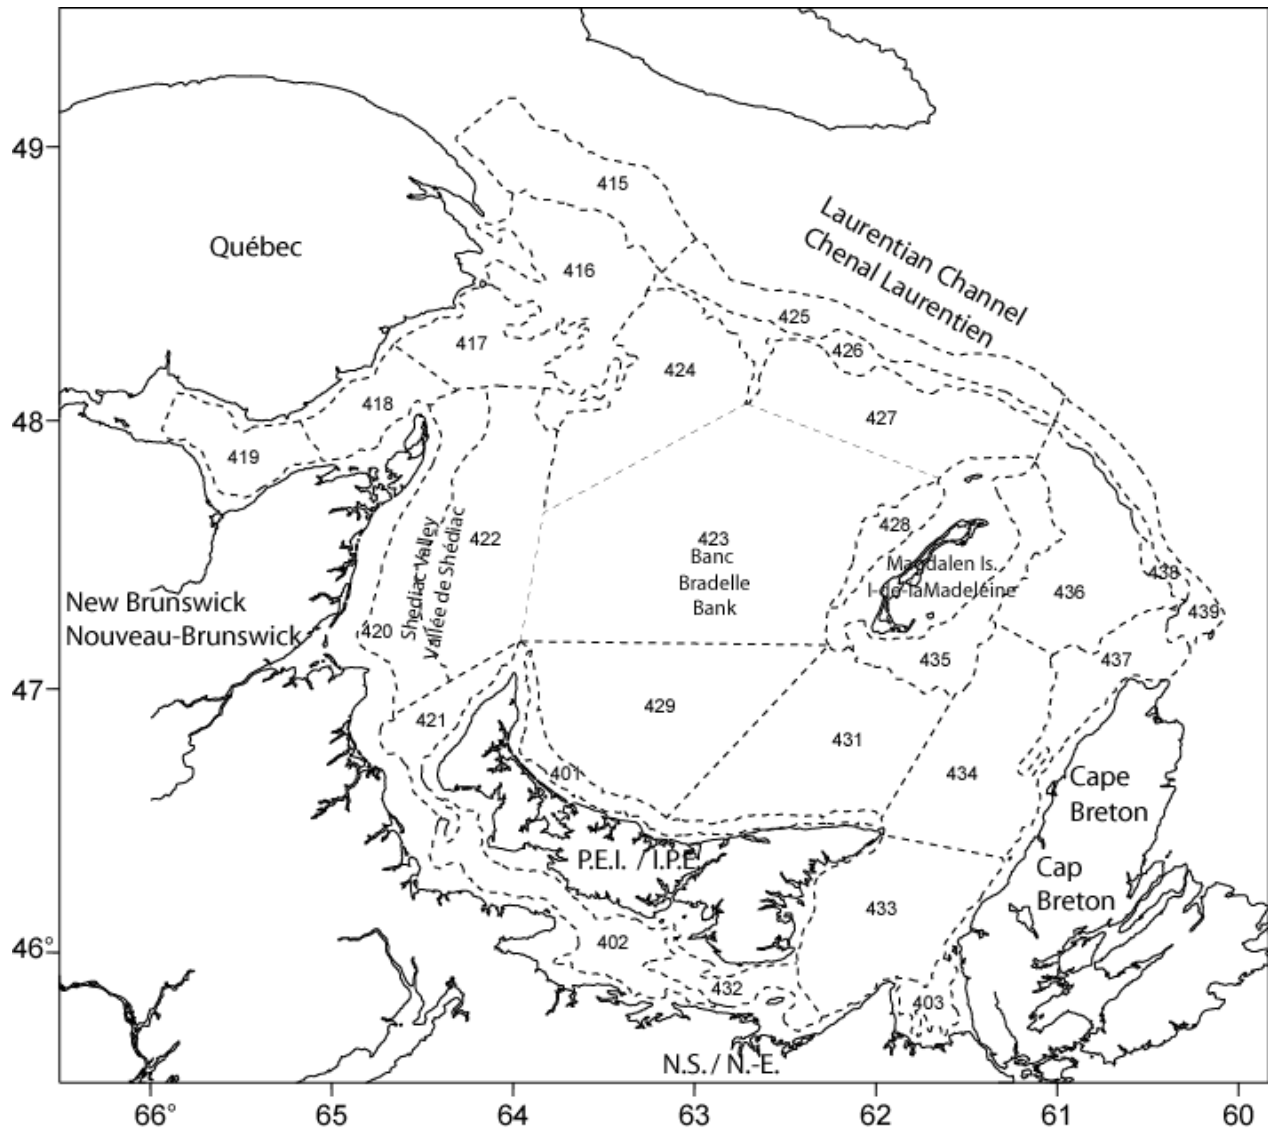 49
48
47
46°
66°
65
64
63
62
61
60
Québec
Laurentian Channel
Chenal Laurentien
New Brunswick
Nouveau-Brunswick
Shediac Valley
Vallée de Shédiac
Banc
Bradelle
Bank
Magdalen Is.
I-de-laMadeleine
Cape
Breton
Cap
Breton
P.E.I. / I.P.E.
N.S. / N.-E.
415
416
417
418
419
420
421
422
423
424
425
426
427
428
429
431
432
433
434
435
436
437
438
439
401
402
403